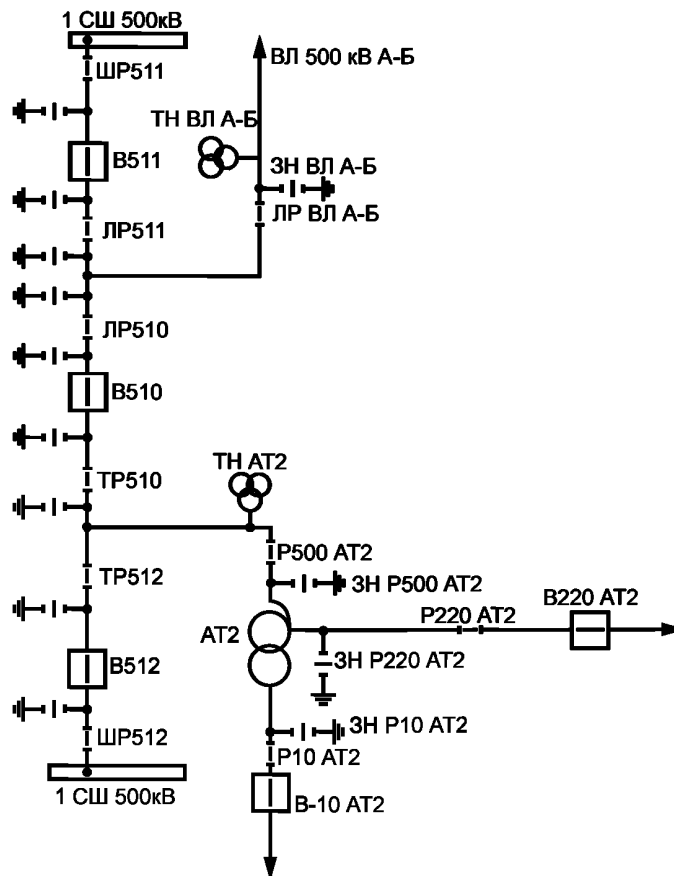 1 СШ 500кВ
ШР511
ВЛ 500 кВ А-Б
ТН ВЛ А-Б
В511
ЗН ВЛ А-Б
ЛР ВЛ А-Б
ЛР511
ЛР510
В510
ТН АТ2
ТР510
Р500 АТ2
ТР512
ЗН Р500 АТ2
В220 АТ2
Р220 АТ2
АТ2
ЗН Р220 АТ2
В512
ЗН Р10 АТ2
ШР512
Р10 АТ2
1 СШ 500кВ
В-10 АТ2